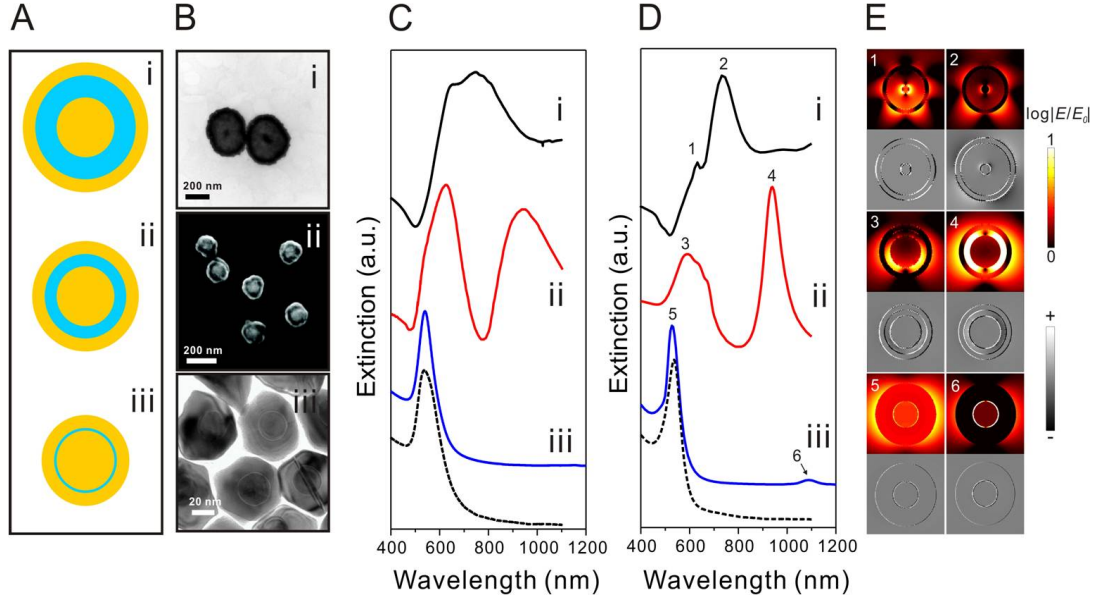 A
B
C
D
E
i
ii
iii
i
200 nm
ii
200 nm
iii
20 nm
Extinction (a.u.)
i
ii
iii
400 600 800 1000 1200
Wavelength (nm)
Extinction (a.u.)
1
2
i
3
4
ii
5
iii
6
400 600 800 1000 1200
Wavelength (nm)
1 2
3 4
5 6
log|E/E₀|
1
0
+
-